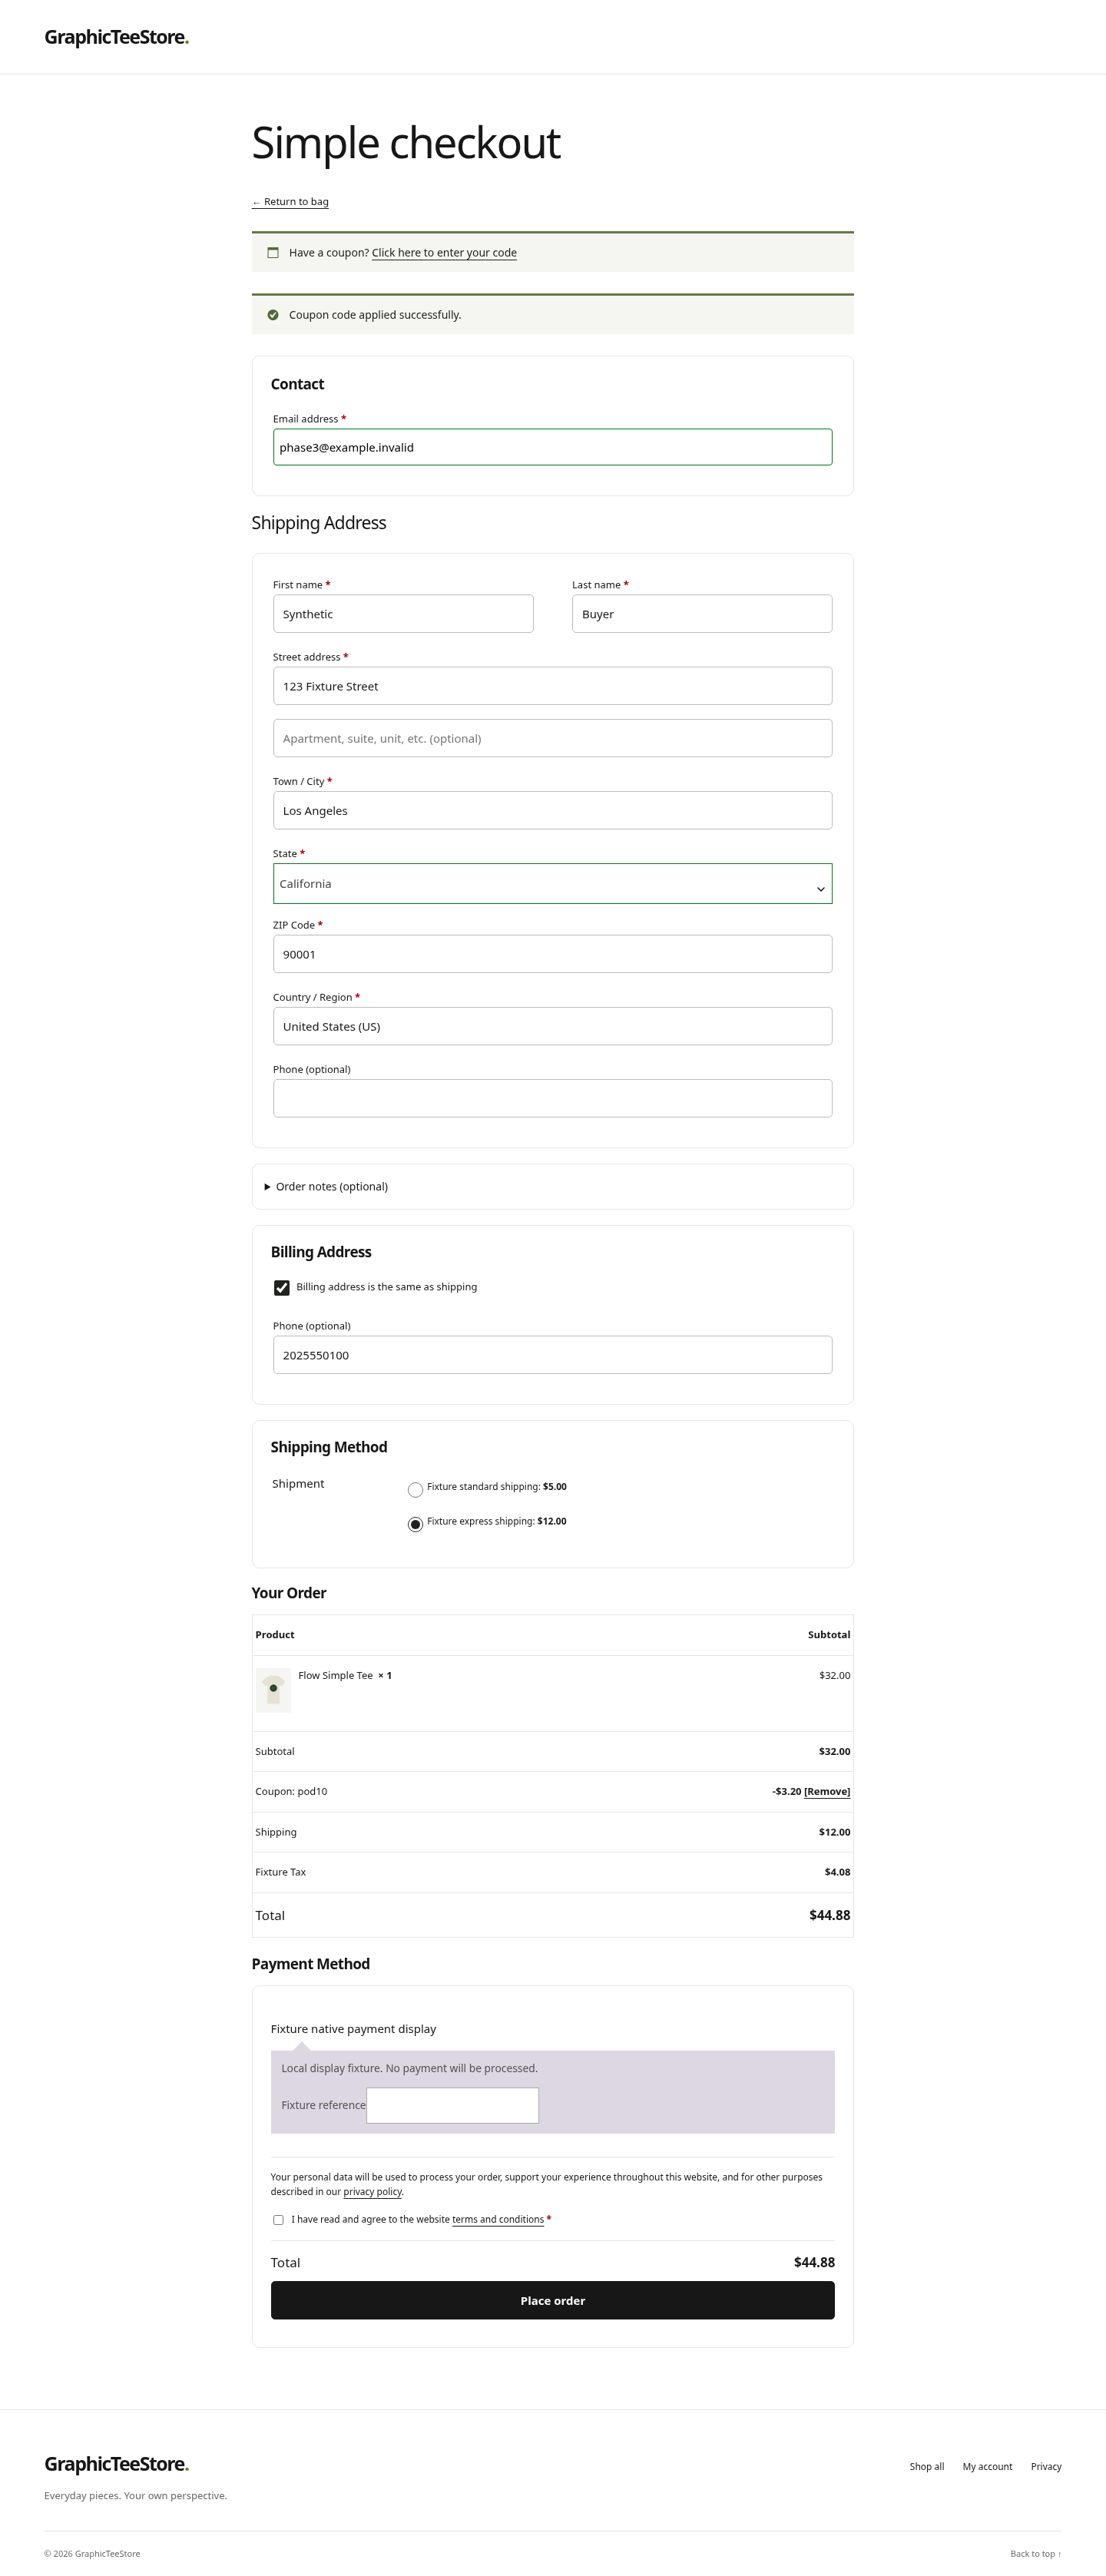 GraphicTeeStore.
Simple checkout
← Return to bag
Have a coupon? Click here to enter your code
Coupon code applied successfully.
Contact
Email address *
phase3@example.invalid
Shipping Address
First name * Last name *
Synthetic Buyer
Street address *
123 Fixture Street
Apartment, suite, unit, etc. (optional)
Town / City *
Los Angeles
State *
California
ZIP Code *
90001
Country / Region *
United States (US)
Phone (optional)
Order notes (optional)
Billing Address
Billing address is the same as shipping
Phone (optional)
2025550100
Shipping Method
Shipment Fixture standard shipping: $5.00
Fixture express shipping: $12.00
Your Order
Product Subtotal
Flow Simple Tee × 1 $32.00
Subtotal $32.00
Coupon: pod10 -$3.20 [Remove]
Shipping $12.00
Fixture Tax $4.08
Total $44.88
Payment Method
Fixture native payment display
Local display fixture. No payment will be processed.
Fixture reference
Your personal data will be used to process your order, support your experience throughout this website, and for other purposes
described in our privacy policy.
I have read and agree to the website terms and conditions *
Total $44.88
Place order
GraphicTeeStore.
Shop all My account Privacy
Everyday pieces. Your own perspective.
© 2026 GraphicTeeStore Back to top ↑